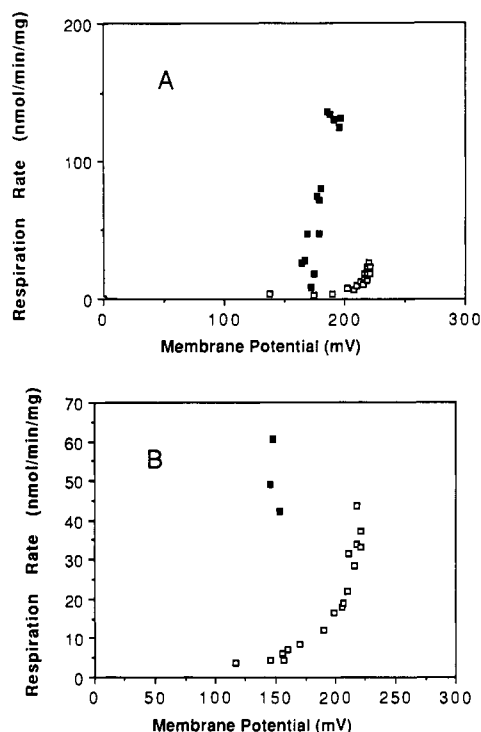 A
Respiration Rate (nmol/min/mg)
200
100
0
0 100 200 300
Membrane Potential (mV)
B
Respiration Rate (nmol/min/mg)
70
60
50
40
30
20
10
0
0 50 100 150 200 250 300
Membrane Potential (mV)